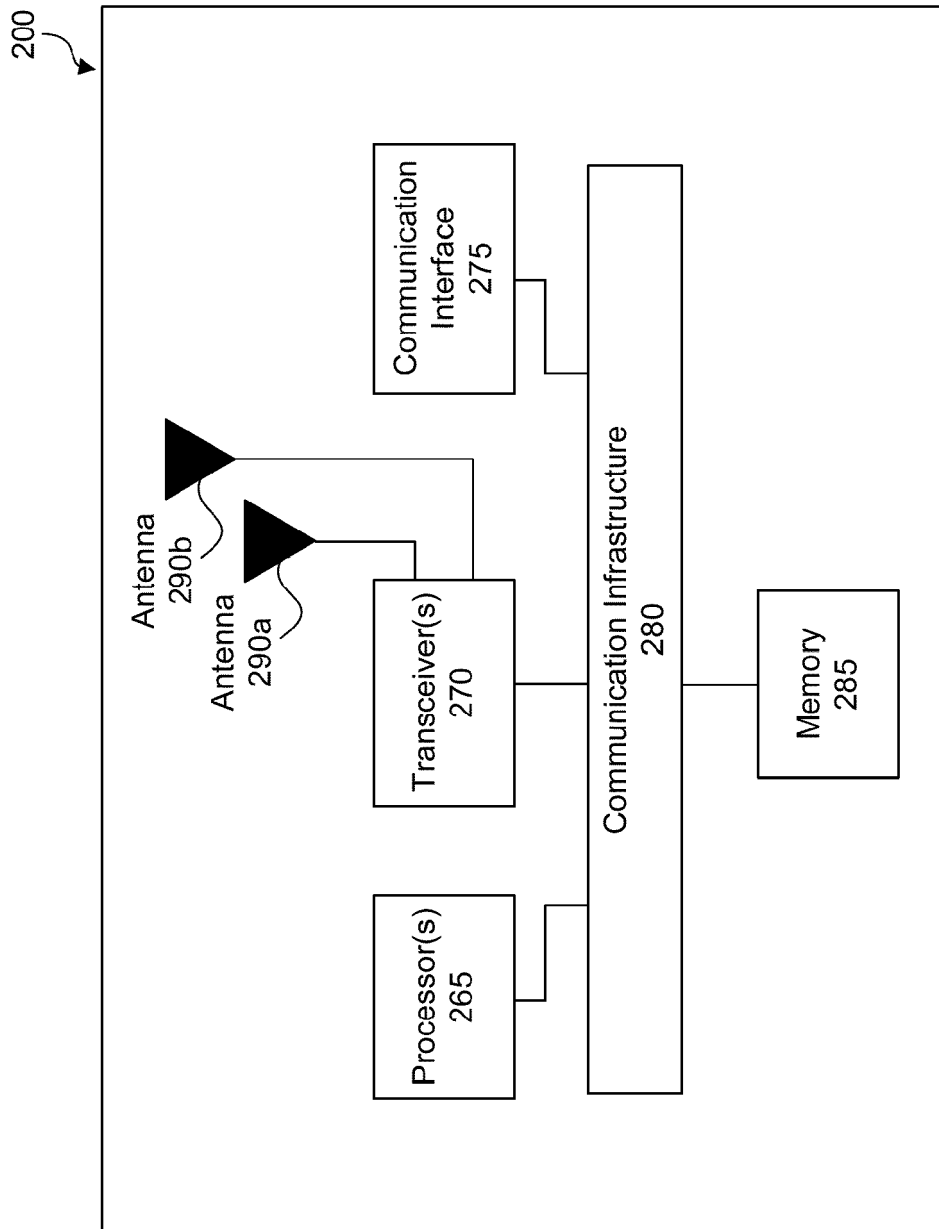 200
Antenna
290b
Antenna
290a
Processor(s)
265
Transceiver(s)
270
Communication
Interface
275
Communication Infrastructure
280
Memory
285